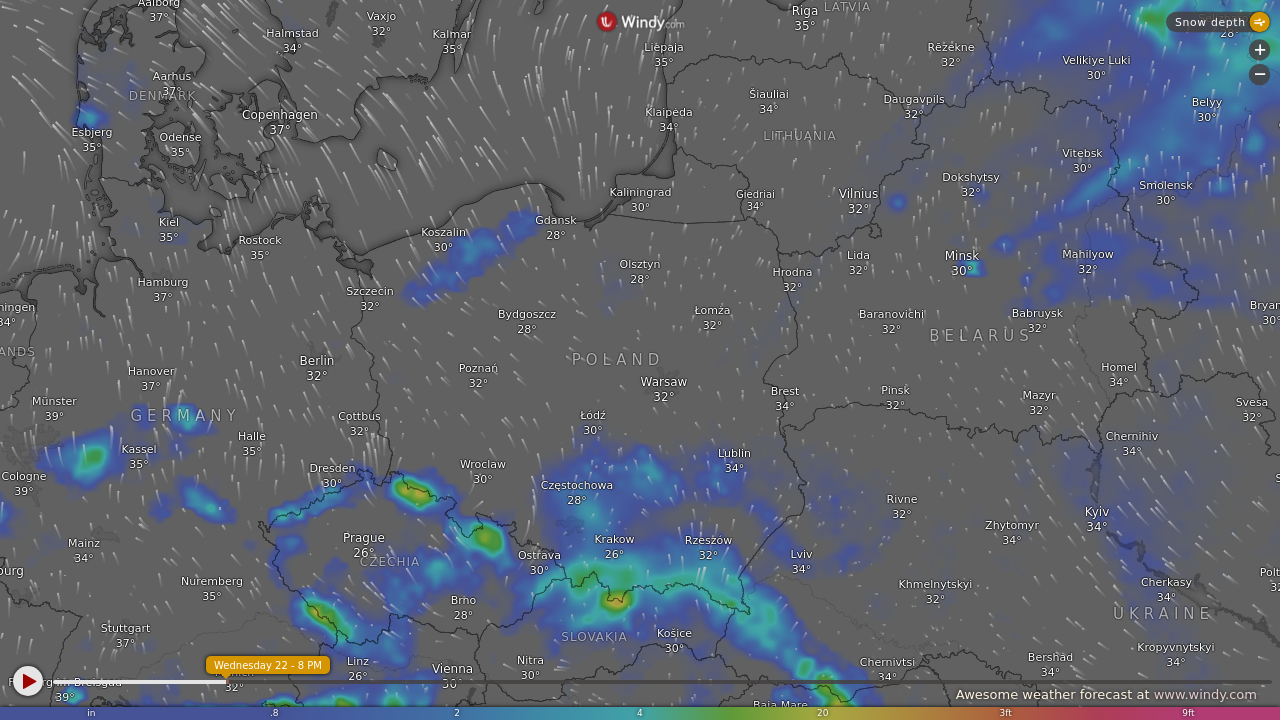 Aalborg
37°
Vaxjo
32°
Windy.com
Riga
35°
LATVIA
Snow depth
28°
Halmstad
34°
Kalmar
35°
Liepaja
35°
Rēzēkne
32°
Velikiye Luki
30°
+
−
Aarhus
37°
DENMARK
Šiauliai
34°
Daugavpils
32°
Belyy
30°
Copenhagen
37°
Klaipėda
34°
LITHUANIA
Esbjerg
35°
Odense
35°
Vitebsk
30°
Dokshytsy
32°
Smolensk
30°
Kaliningrad
30°
Giedriai
34°
Vilnius
32°
Kiel
35°
Rostock
35°
Koszalin
30°
Gdansk
28°
Lida
32°
Minsk
30°
Mahilyow
32°
Olsztyn
28°
Hrodna
32°
Hamburg
37°
Szczecin
32°
ningen
34°
Bydgoszcz
28°
Łomża
32°
Baranovichi
32°
Babruysk
32°
Bryan
30°
BELARUS
ANDS
POLAND
Berlin
32°
Hanover
37°
Poznań
32°
Warsaw
32°
Homel
34°
Münster
39°
GERMANY
Brest
34°
Pinsk
32°
Mazyr
32°
Svesa
32°
Cottbus
32°
Łódź
30°
Kassel
35°
Halle
35°
Chernihiv
34°
Cologne
39°
Dresden
30°
Wroclaw
30°
Lublin
34°
Częstochowa
28°
Rivne
32°
Kyiv
34°
Zhytomyr
34°
Mainz
34°
Prague
26°
CZECHIA
Krakow
26°
Rzeszów
32°
Ostrava
30°
Lviv
34°
burg
Nuremberg
35°
Khmelnytskyi
32°
Cherkasy
34°
Polt
32
Brno
28°
UKRAINE
Stuttgart
37°
SLOVAKIA
Košice
30°
Kropyvnytskyi
34°
Wednesday 22 - 8 PM
Linz
26°
Vienna
30°
Nitra
30°
Chernivtsi
34°
Bershad
34°
39°
32°
Awesome weather forecast at www.windy.com
Baia Mare
in .8 2 4 20 3ft 9ft